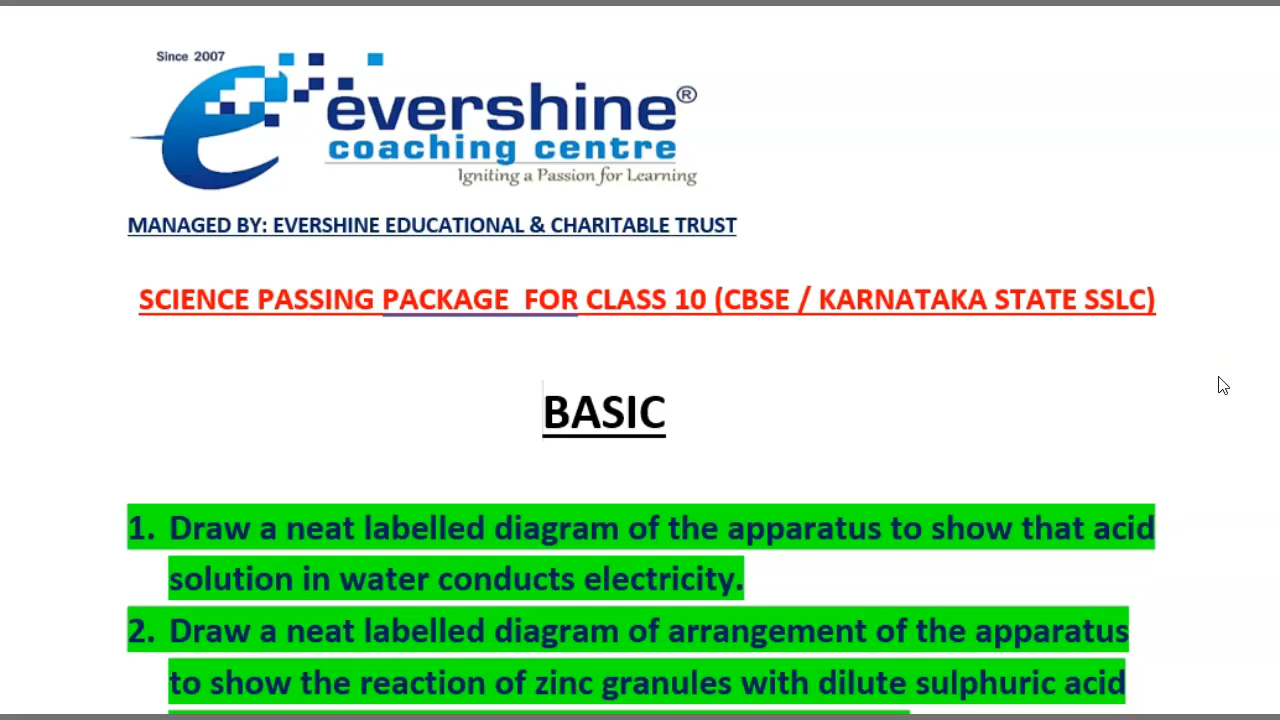 Since 2007
evershine®
coaching centre
Igniting a Passion for Learning
MANAGED BY: EVERSHINE EDUCATIONAL & CHARITABLE TRUST
SCIENCE PASSING PACKAGE  FOR CLASS 10 (CBSE / KARNATAKA STATE SSLC)
BASIC
1. Draw a neat labelled diagram of the apparatus to show that acid
solution in water conducts electricity.
2. Draw a neat labelled diagram of arrangement of the apparatus
to show the reaction of zinc granules with dilute sulphuric acid